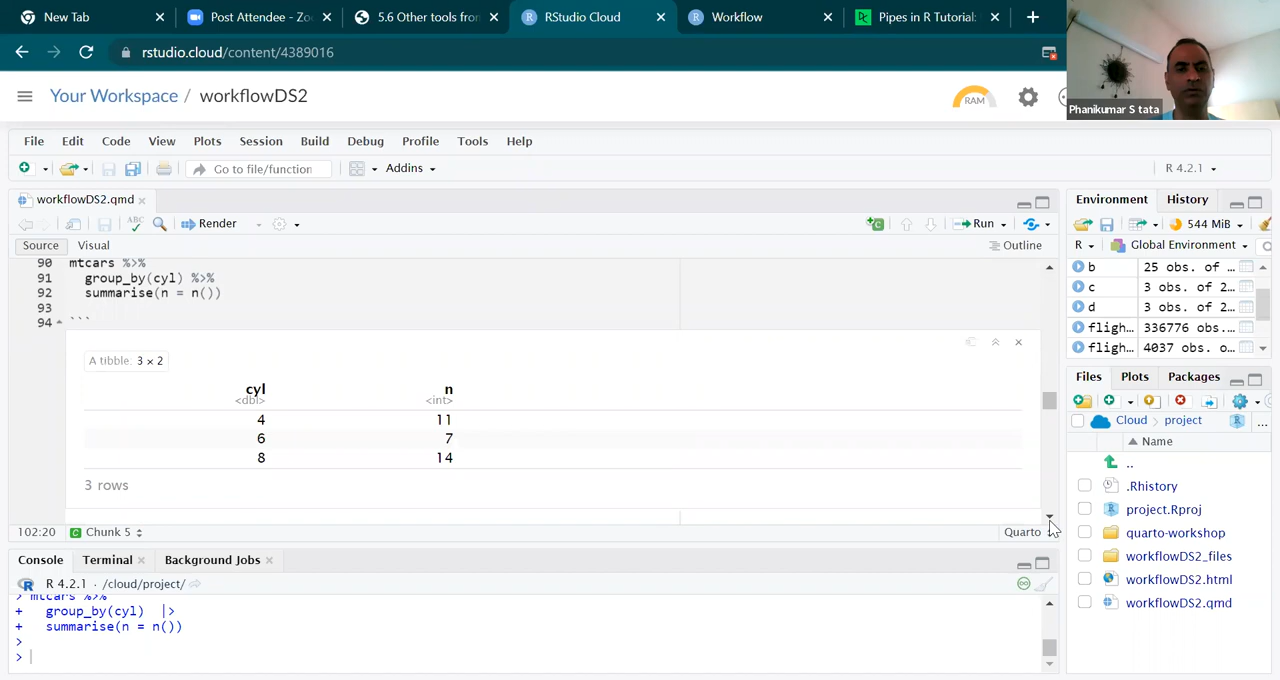 New Tab
Post Attendee - Zo
5.6 Other tools from
RStudio Cloud
Workflow
Pipes in R Tutorial:
rstudio.cloud/content/4389016
Phanikumar S tata
Your Workspace / workflowDS2
RAM
File Edit Code View Plots Session Build Debug Profile Tools Help
Go to file/function Addins
R 4.2.1
workflowDS2.qmd
Render Run
Source Visual Outline
90 mtcars %>%
91 group_by(cyl) %>%
92 summarise(n = n())
93
94 ```
A tibble: 3 × 2
cyl n
<dbl> <int>
4 11
6 7
8 14
3 rows
102:20 Chunk 5 Quarto
Console Terminal Background Jobs
R 4.2.1 · /cloud/project/
> mtcars %>%
+ group_by(cyl) |>
+ summarise(n = n())
>
>
Environment History
544 MiB
R Global Environment
b 25 obs. of …
c 3 obs. of 2…
d 3 obs. of 2…
fligh… 336776 obs.…
fligh… 4037 obs. o…
Files Plots Packages
Cloud project ...
Name
..
.Rhistory
project.Rproj
quarto-workshop
workflowDS2_files
workflowDS2.html
workflowDS2.qmd